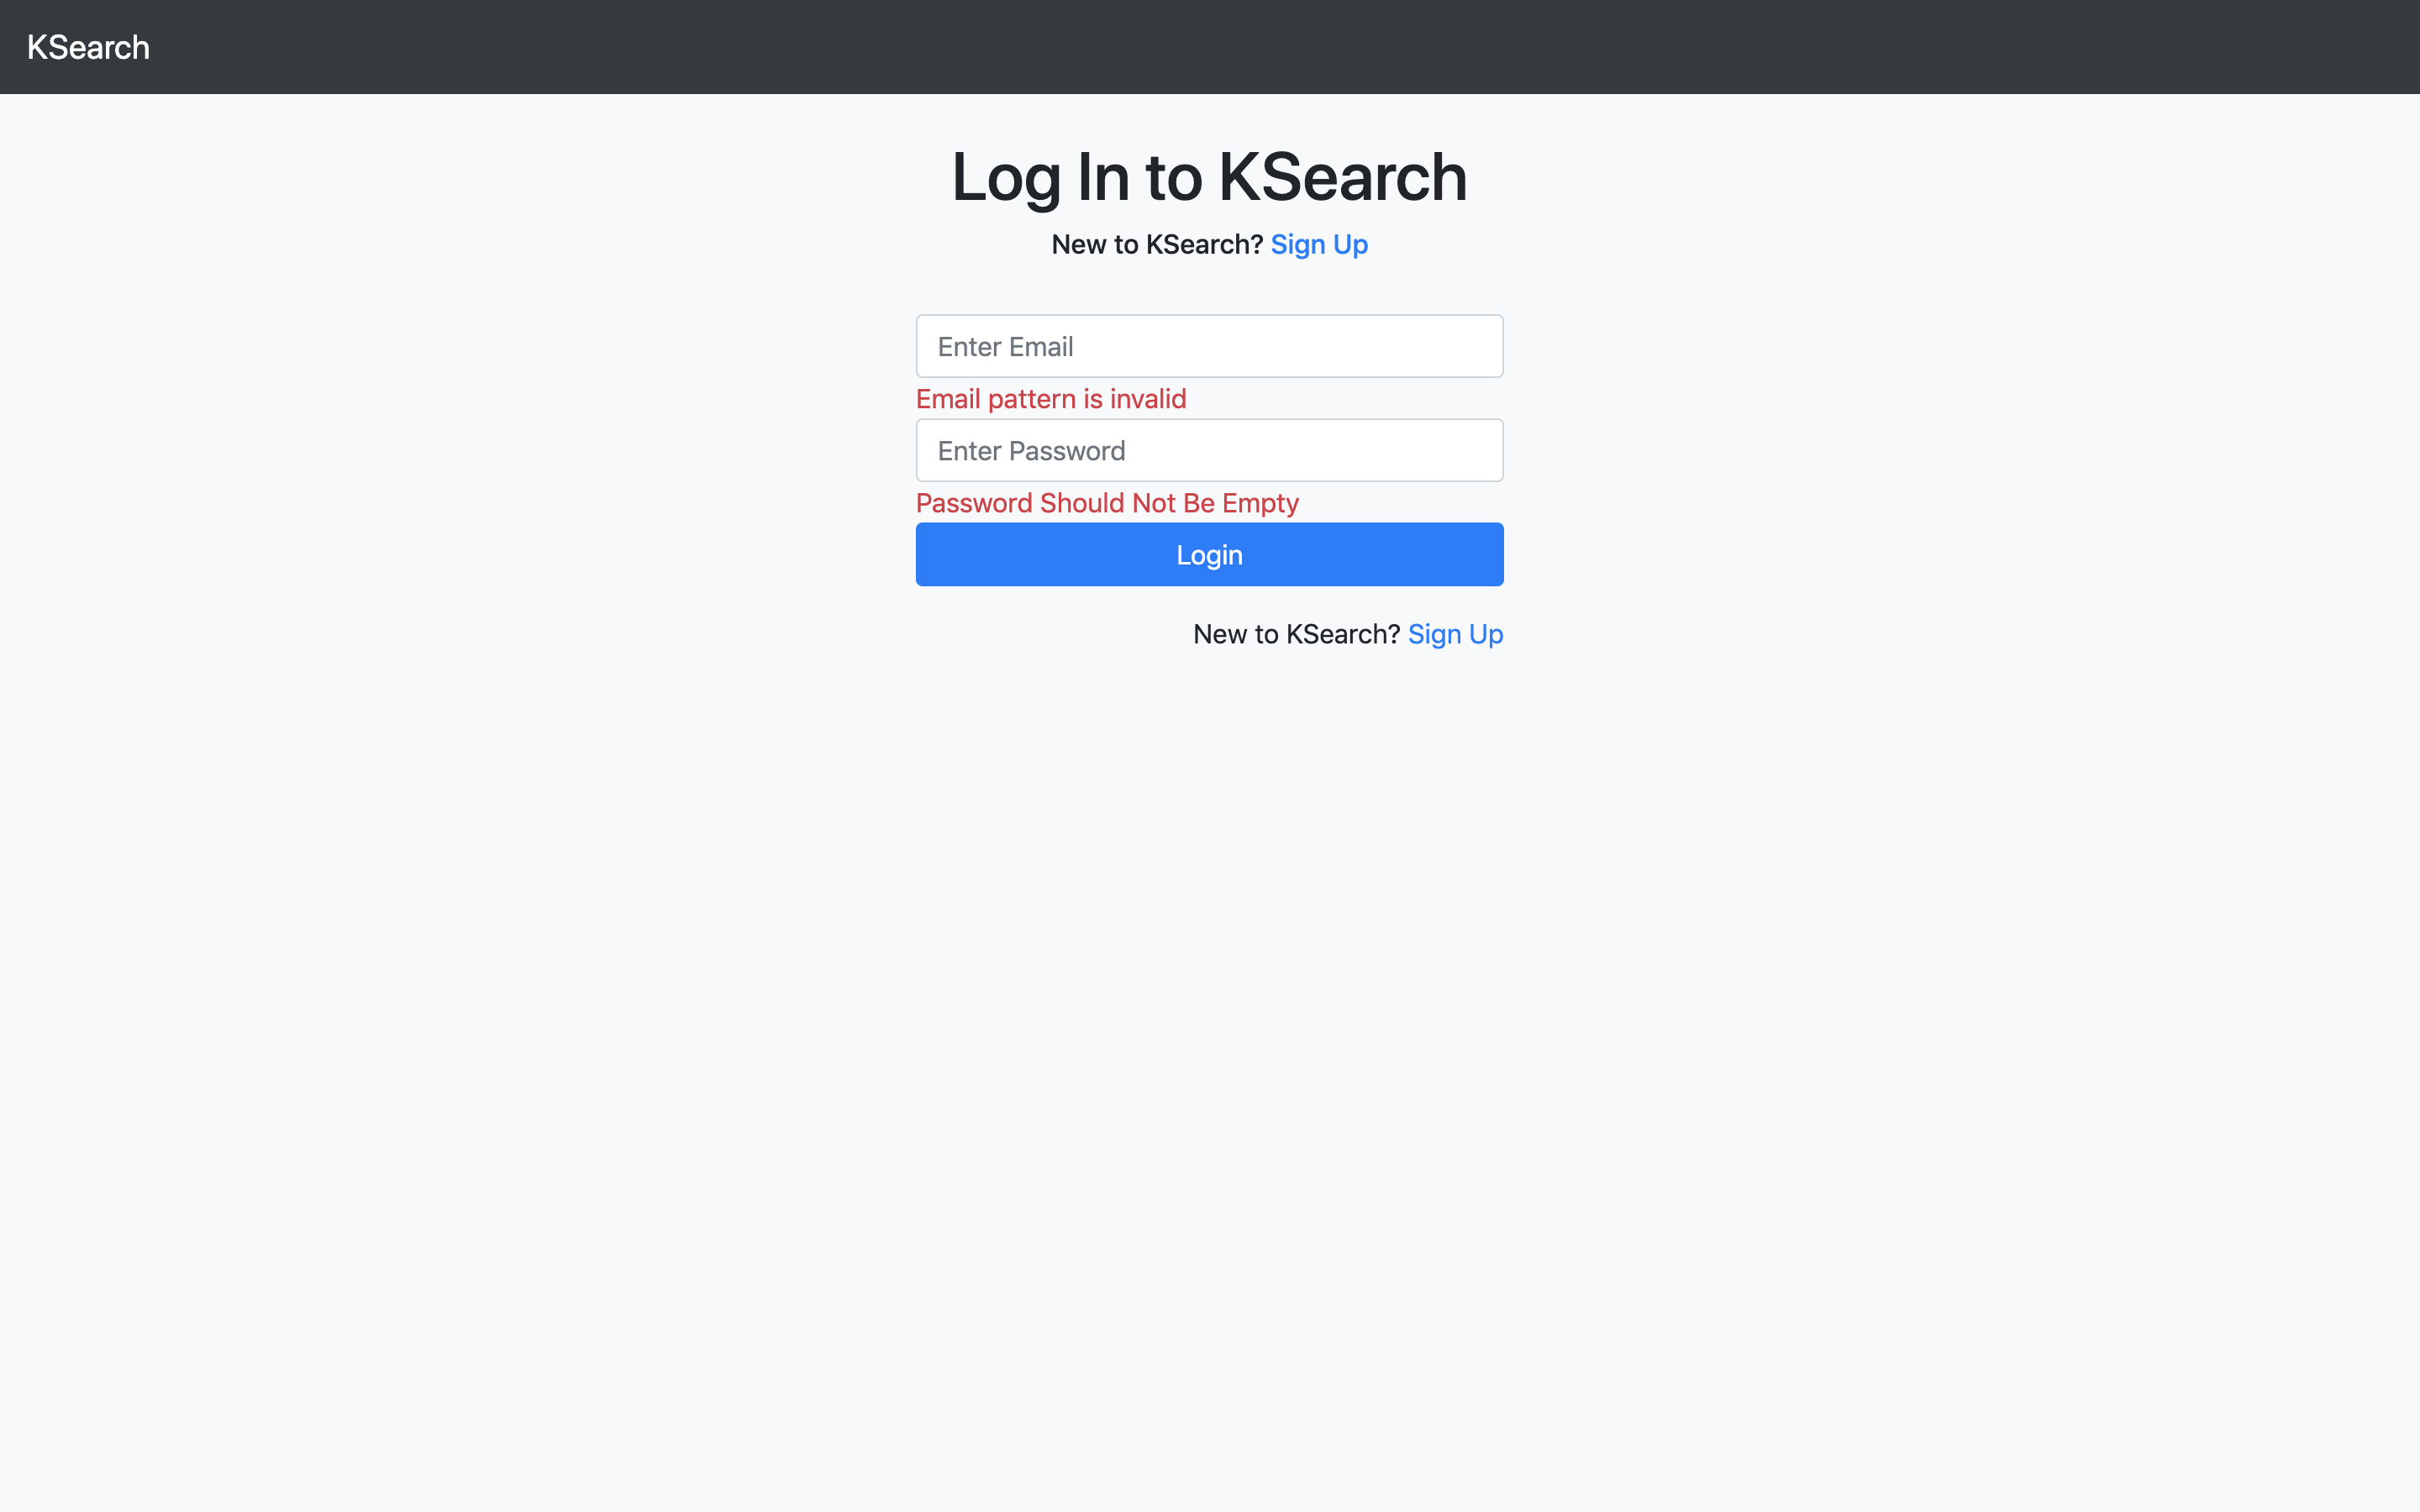 KSearch
Log In to KSearch
New to KSearch? Sign Up
Enter Email
Email pattern is invalid
Enter Password
Password Should Not Be Empty
Login
New to KSearch? Sign Up